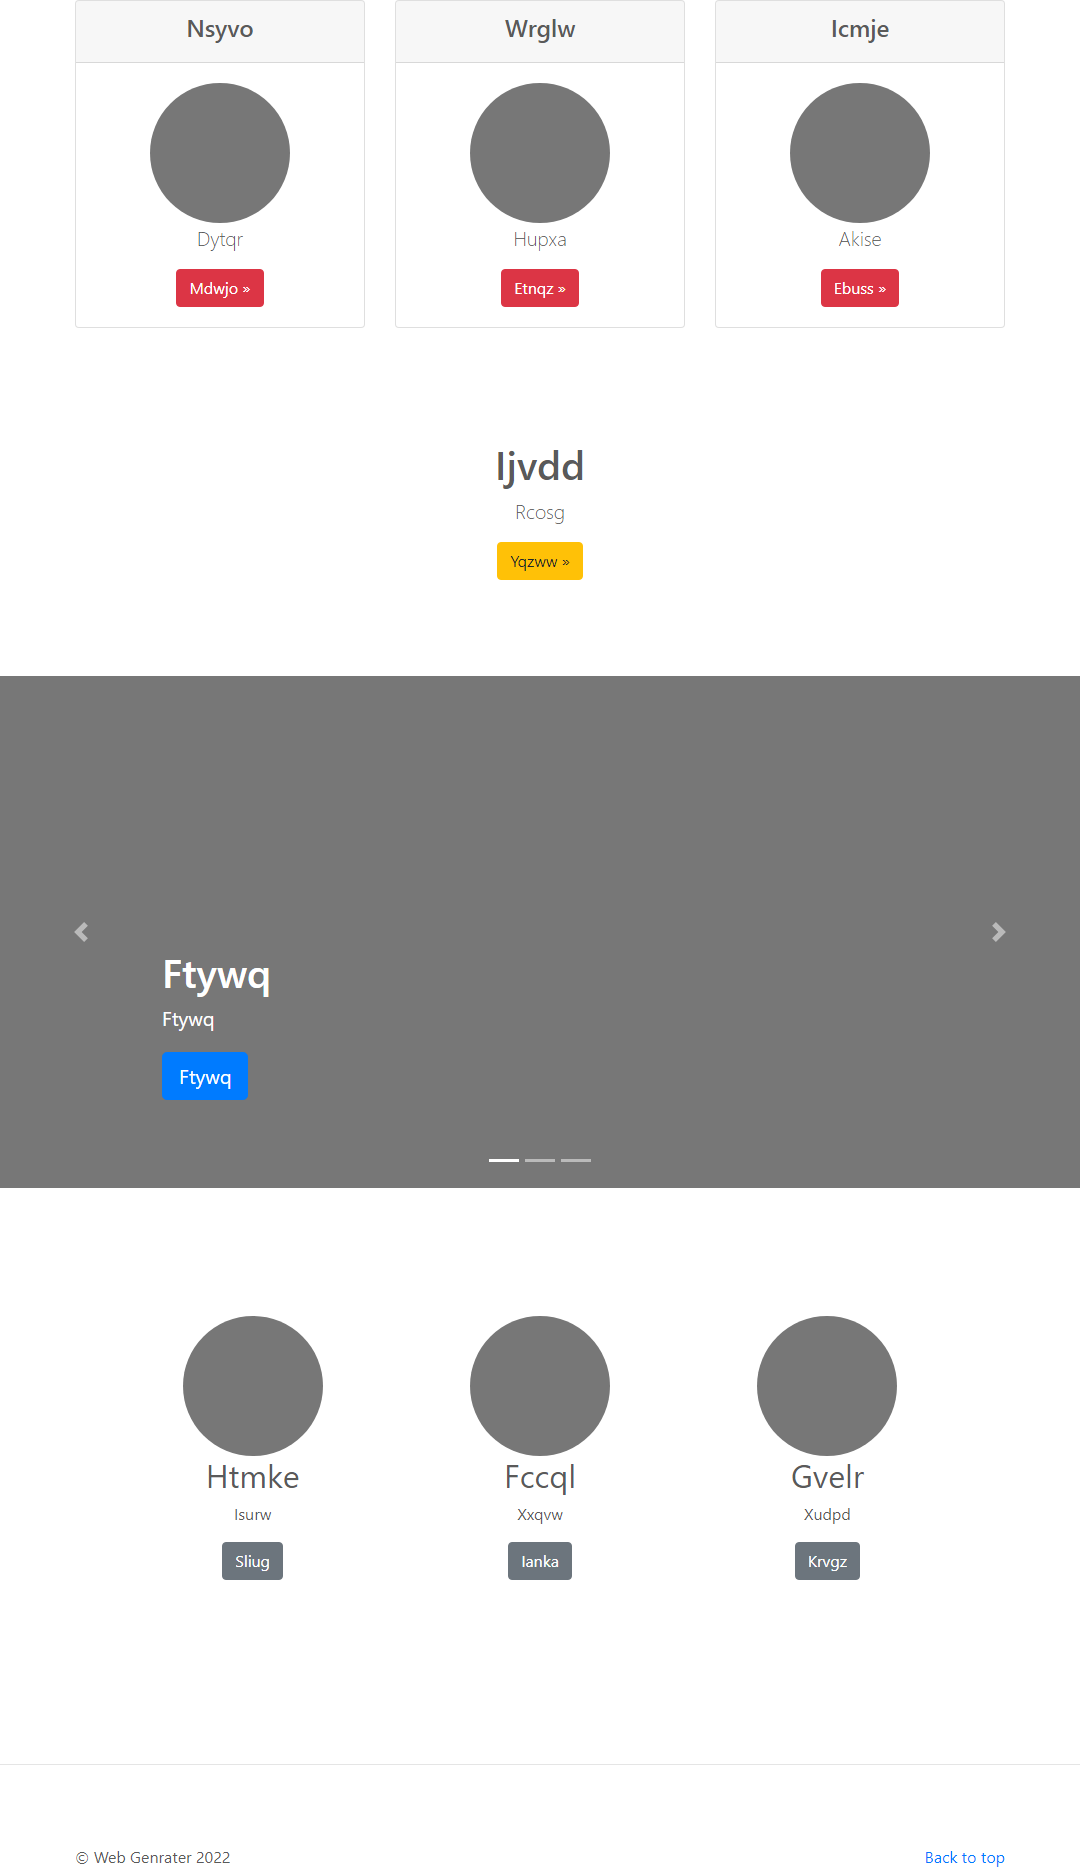 Nsyvo
Wrglw
Icmje
Dytqr
Hupxa
Akise
Mdwjo »
Etnqz »
Ebuss »
Ijvdd
Rcosg
Yqzww »
Ftywq
Ftywq
Ftywq
Htmke
Fccql
Gvelr
Isurw
Xxqvw
Xudpd
Sliug
Ianka
Krvgz
© Web Genrater 2022
Back to top